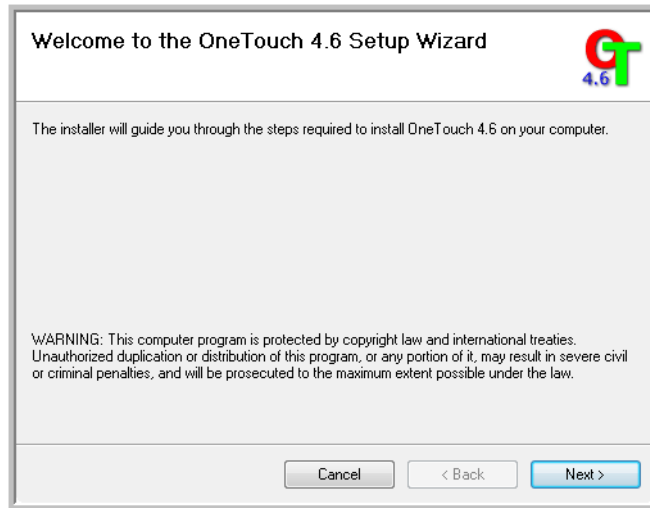 Welcome to the OneTouch 4.6 Setup Wizard
OT
4.6
The installer will guide you through the steps required to install OneTouch 4.6 on your computer.
WARNING: This computer program is protected by copyright law and international treaties.
Unauthorized duplication or distribution of this program, or any portion of it, may result in severe civil
or criminal penalties, and will be prosecuted to the maximum extent possible under the law.
Cancel
< Back
Next >